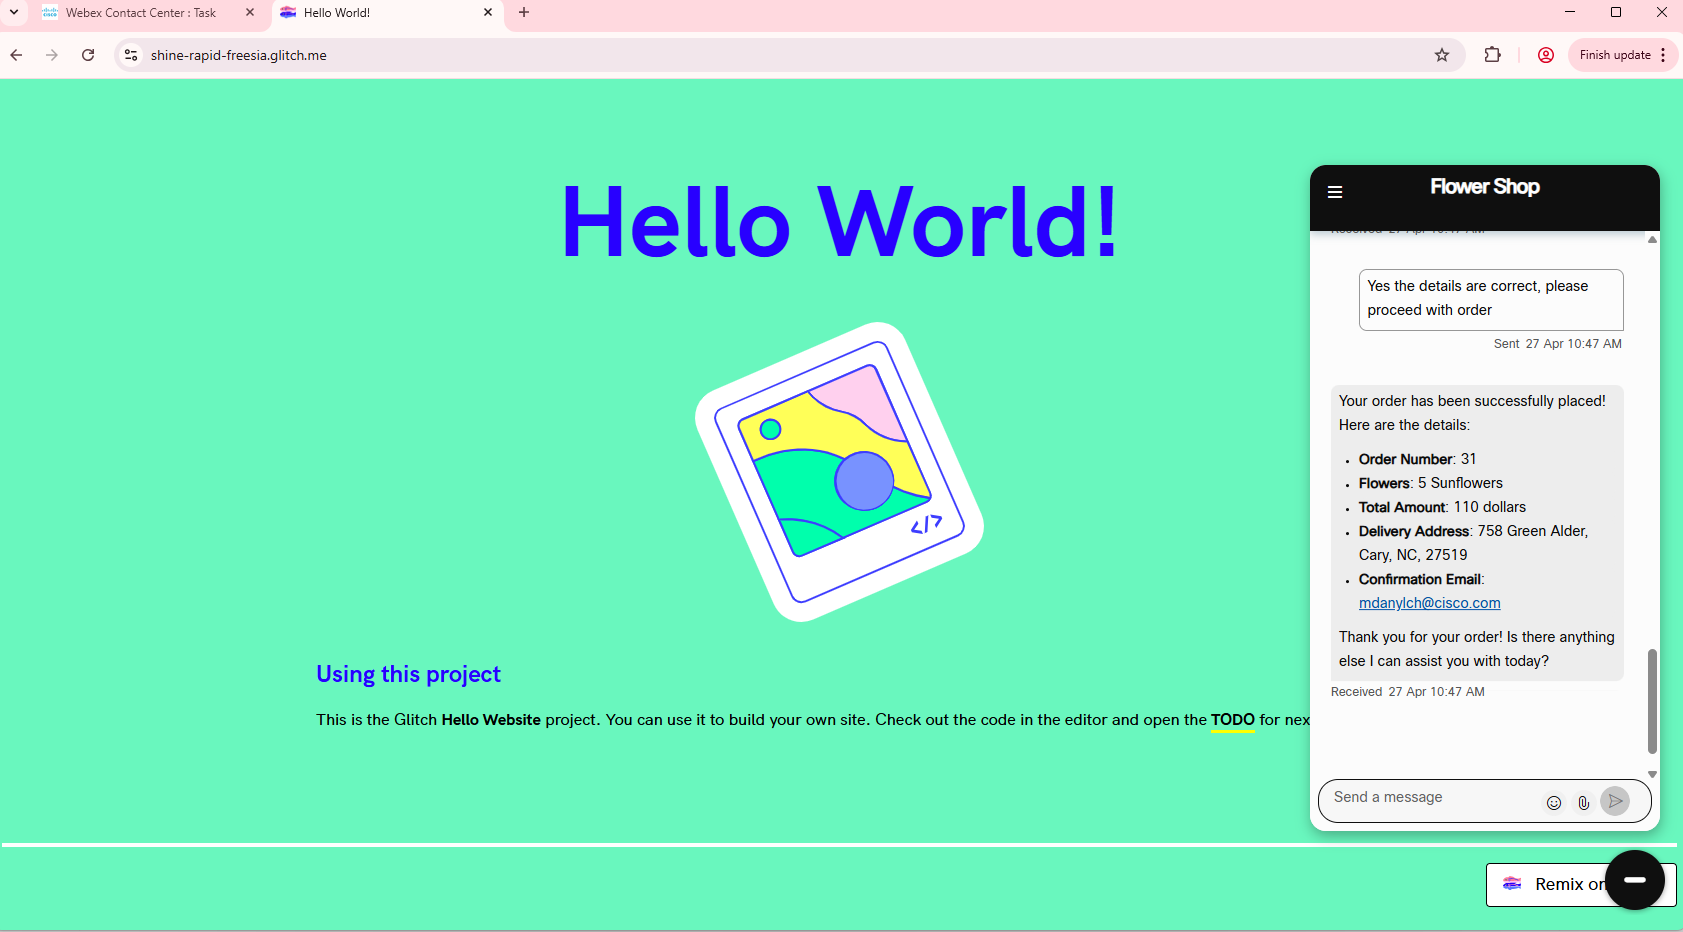 Webex Contact Center : Task
Hello World!
shine-rapid-freesia.glitch.me
Finish update
Hello World!
</>
Using this project
This is the Glitch Hello Website project. You can use it to build your own site. Check out the code in the editor and open the TODO for nex
Flower Shop
Received 27 Apr 10:47 AM
Yes the details are correct, please
proceed with order
Sent 27 Apr 10:47 AM
Your order has been successfully placed!
Here are the details:
• Order Number: 31
• Flowers: 5 Sunflowers
• Total Amount: 110 dollars
• Delivery Address: 758 Green Alder,
Cary, NC, 27519
• Confirmation Email:
mdanylch@cisco.com
Thank you for your order! Is there anything
else I can assist you with today?
Received 27 Apr 10:47 AM
Send a message
Remix on